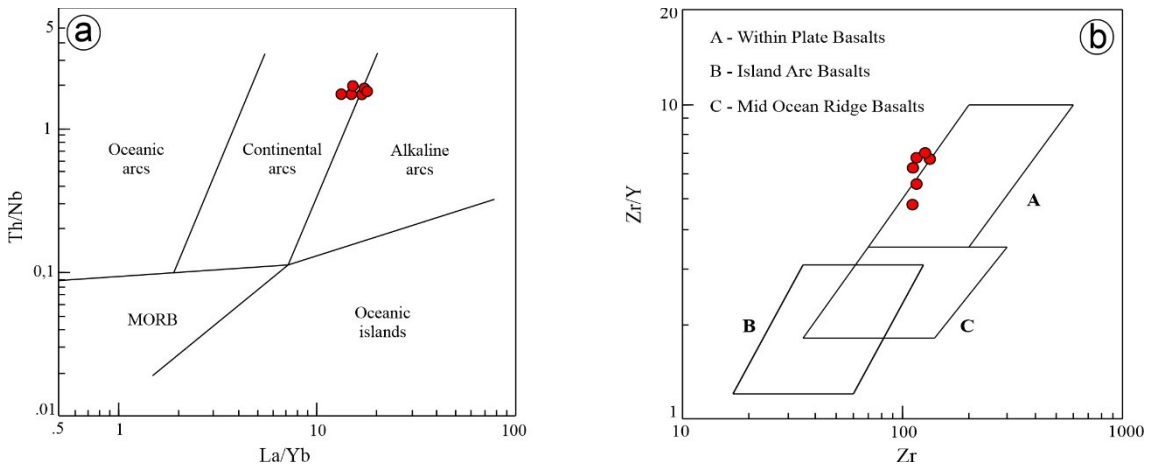 a
5
1
0,1
.01
Th/Nb
Oceanic
arcs
Continental
arcs
Alkaline
arcs
MORB
Oceanic
islands
.5
1
10
100
La/Yb
b
20
10
1
Zr/Y
A - Within Plate Basalts
B - Island Arc Basalts
C - Mid Ocean Ridge Basalts
A
B
C
10
100
1000
Zr